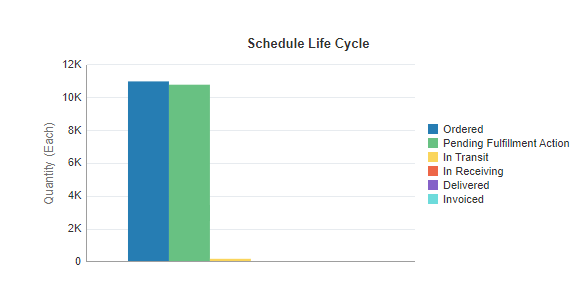 Schedule Life Cycle
12K
10K
8K
6K
4K
2K
0
Quantity (Each)
Ordered
Pending Fulfillment Action
In Transit
In Receiving
Delivered
Invoiced